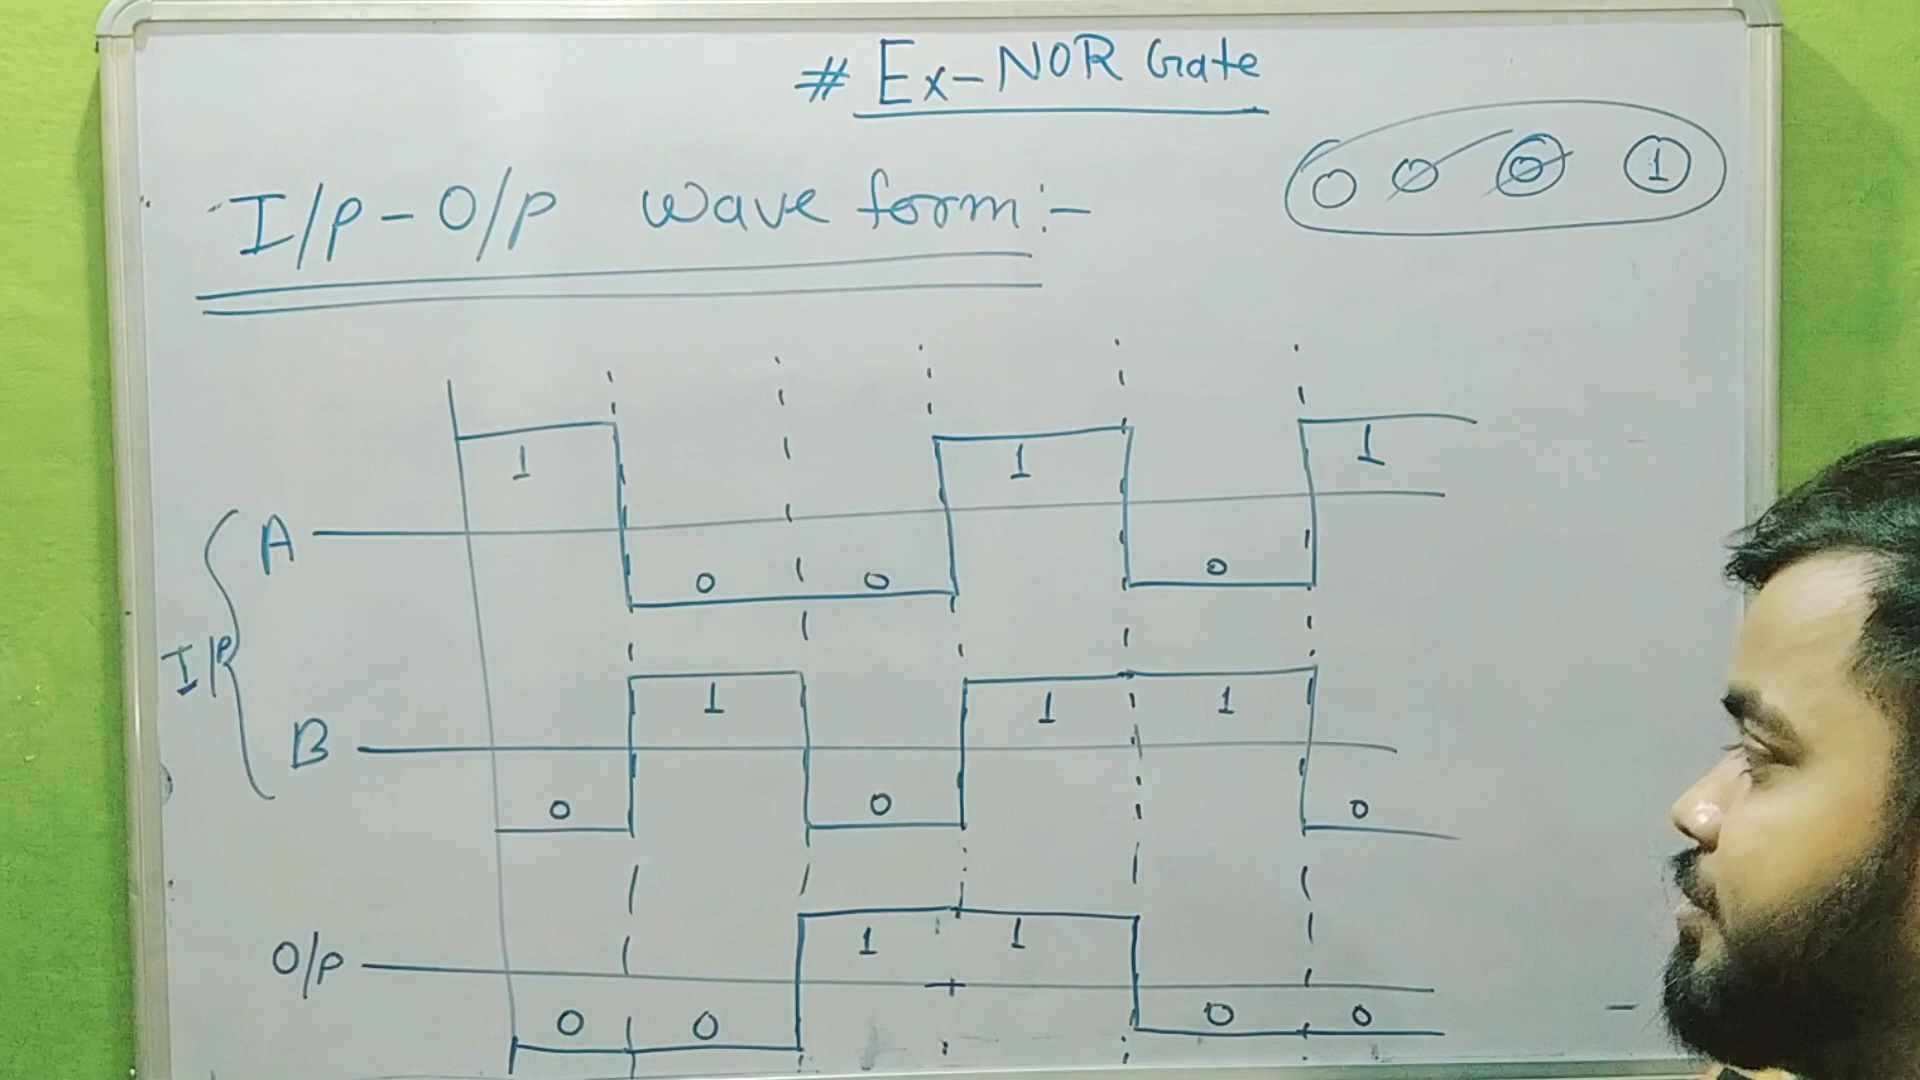 # Ex-NOR Gate
0 0 0 1
I/P - O/P wave form :-
1 1 1
A
0 0 0
I/P
1 1 1
B
0 0 0
1 1
O/P
0 0 0 0